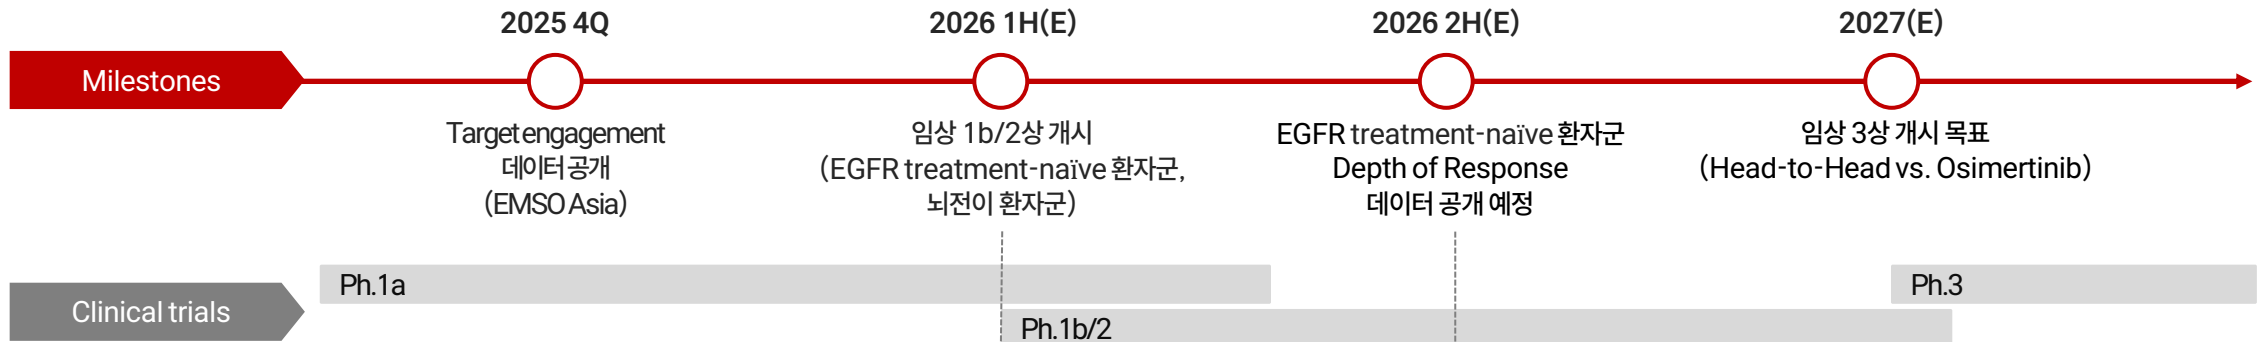 2025 4Q
2026 1H(E)
2026 2H(E)
2027(E)
Milestones
Target engagement
데이터 공개
(EMSO Asia)
임상 1b/2상 개시
(EGFR treatment-naïve 환자군,
뇌전이 환자군)
EGFR treatment-naïve 환자군
Depth of Response
데이터 공개 예정
임상 3상 개시 목표
(Head-to-Head vs. Osimertinib)
Clinical trials
Ph.1a
Ph.1b/2
Ph.3